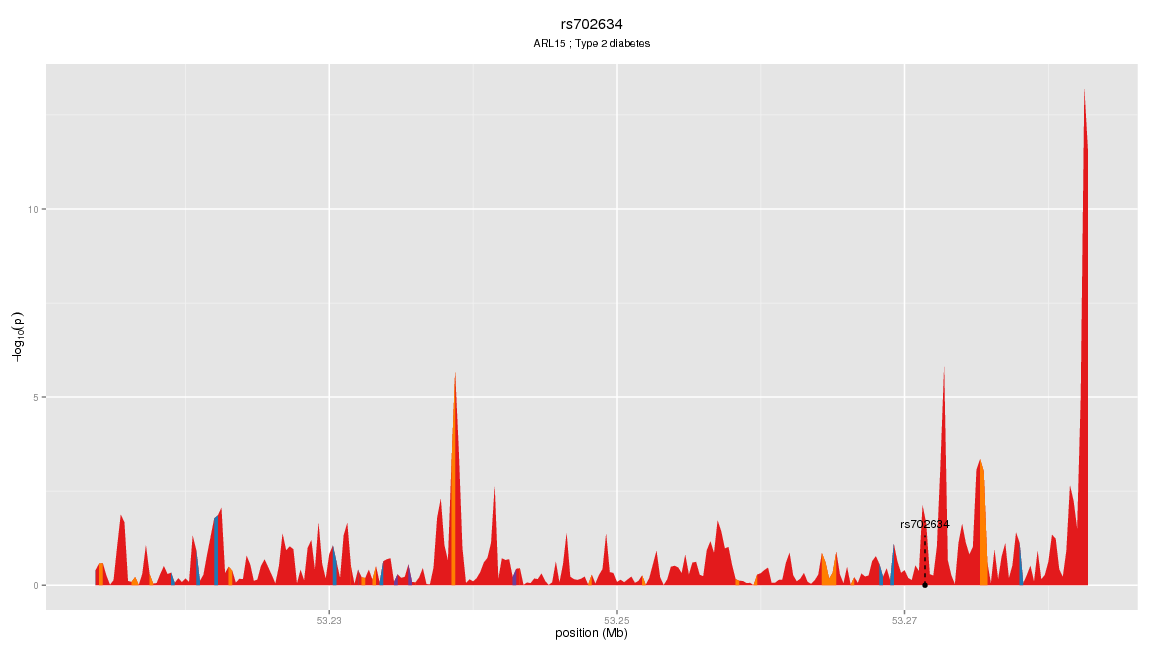 rs702634
ARL15 ; Type 2 diabetes
−log10(p)
10
5
0
rs702634
53.23
53.25
53.27
position (Mb)